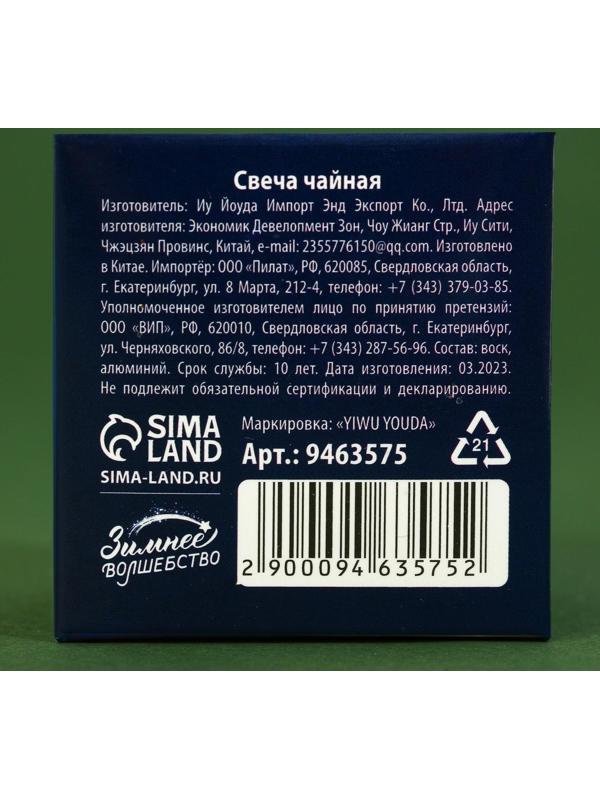 Свеча чайная
Изготовитель: Иу Йоуда Импорт Энд Экспорт Ко., Лтд. Адрес
изготовителя: Экономик Девелопмент Зон, Чоу Жианг Стр., Иу Сити,
Чжэцзян Провинс, Китай, e-mail: 2355776150@qq.com. Изготовлено
в Китае. Импортёр: ООО «Пилат», РФ, 620085, Свердловская область,
г. Екатеринбург, ул. 8 Марта, 212-4, телефон: +7 (343) 379-03-85.
Уполномоченное изготовителем лицо по принятию претензий:
ООО «ВИП», РФ, 620010, Свердловская область, г. Екатеринбург,
ул. Черняховского, 86/8, телефон: +7 (343) 287-56-96. Состав: воск,
алюминий. Срок службы: 10 лет. Дата изготовления: 03.2023.
Не подлежит обязательной сертификации и декларированию.
SIMA
LAND
SIMA-LAND.RU
Маркировка: «YIWU YOUDA»
Арт.: 9463575
21
Зимнее
ВОЛШЕБСТВО
2 900094 635752